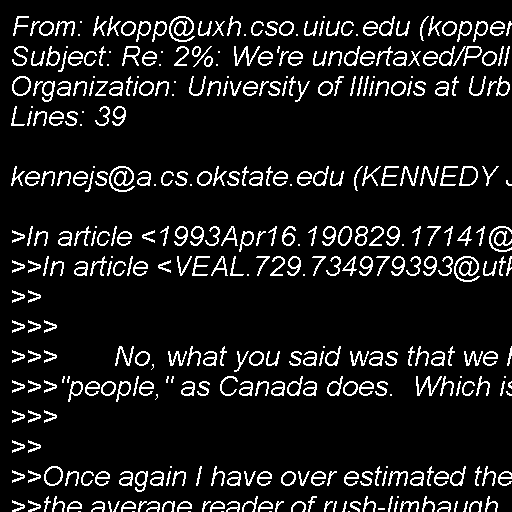 From: kkopp@uxh.cso.uiuc.edu (koppen
Subject: Re: 2%: We're undertaxed/Poll
Organization: University of Illinois at Urb
Lines: 39
kennejs@a.cs.okstate.edu (KENNEDY J
>In article <1993Apr16.190829.17141@
>>In article <VEAL.729.734979393@utk
>>
>>>
>>> No, what you said was that we h
>>>"people," as Canada does. Which is
>>>
>>
>>Once again I have over estimated the
>>the average reader of rush-limbaugh